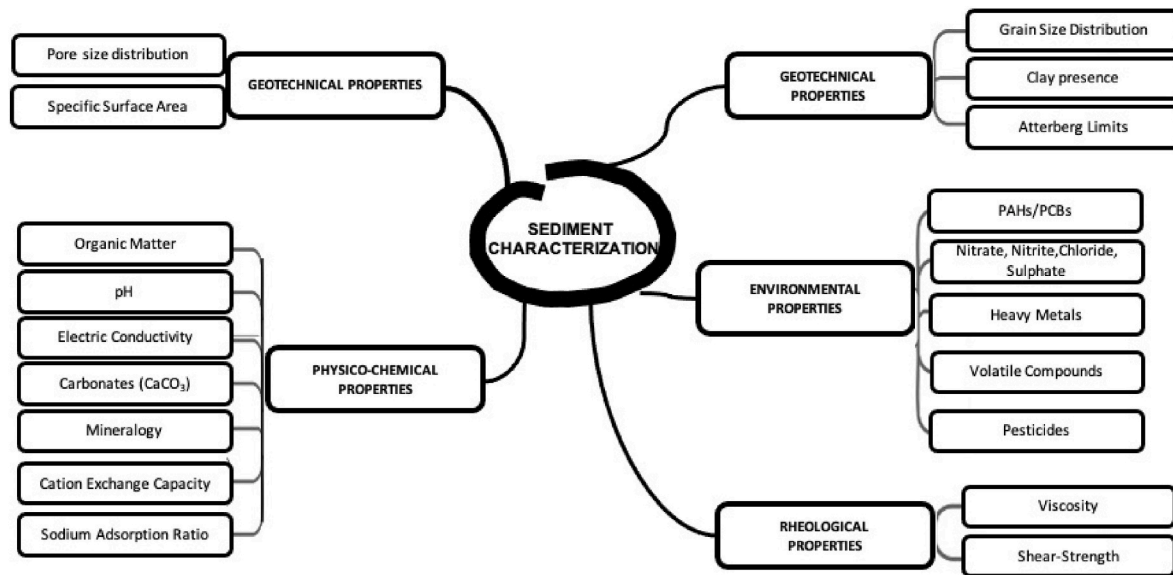 Pore size distribution
Specific Surface Area
GEOTECHNICAL PROPERTIES
GEOTECHNICAL
PROPERTIES
Grain Size Distribution
Clay presence
Atterberg Limits
SEDIMENT
CHARACTERIZATION
Organic Matter
pH
Electric Conductivity
Carbonates (CaCO₃)
Mineralogy
Cation Exchange Capacity
Sodium Adsorption Ratio
PHYSICO-CHEMICAL
PROPERTIES
ENVIRONMENTAL
PROPERTIES
PAHs/PCBs
Nitrate, Nitrite,Chloride,
Sulphate
Heavy Metals
Volatile Compounds
Pesticides
RHEOLOGICAL
PROPERTIES
Viscosity
Shear-Strength